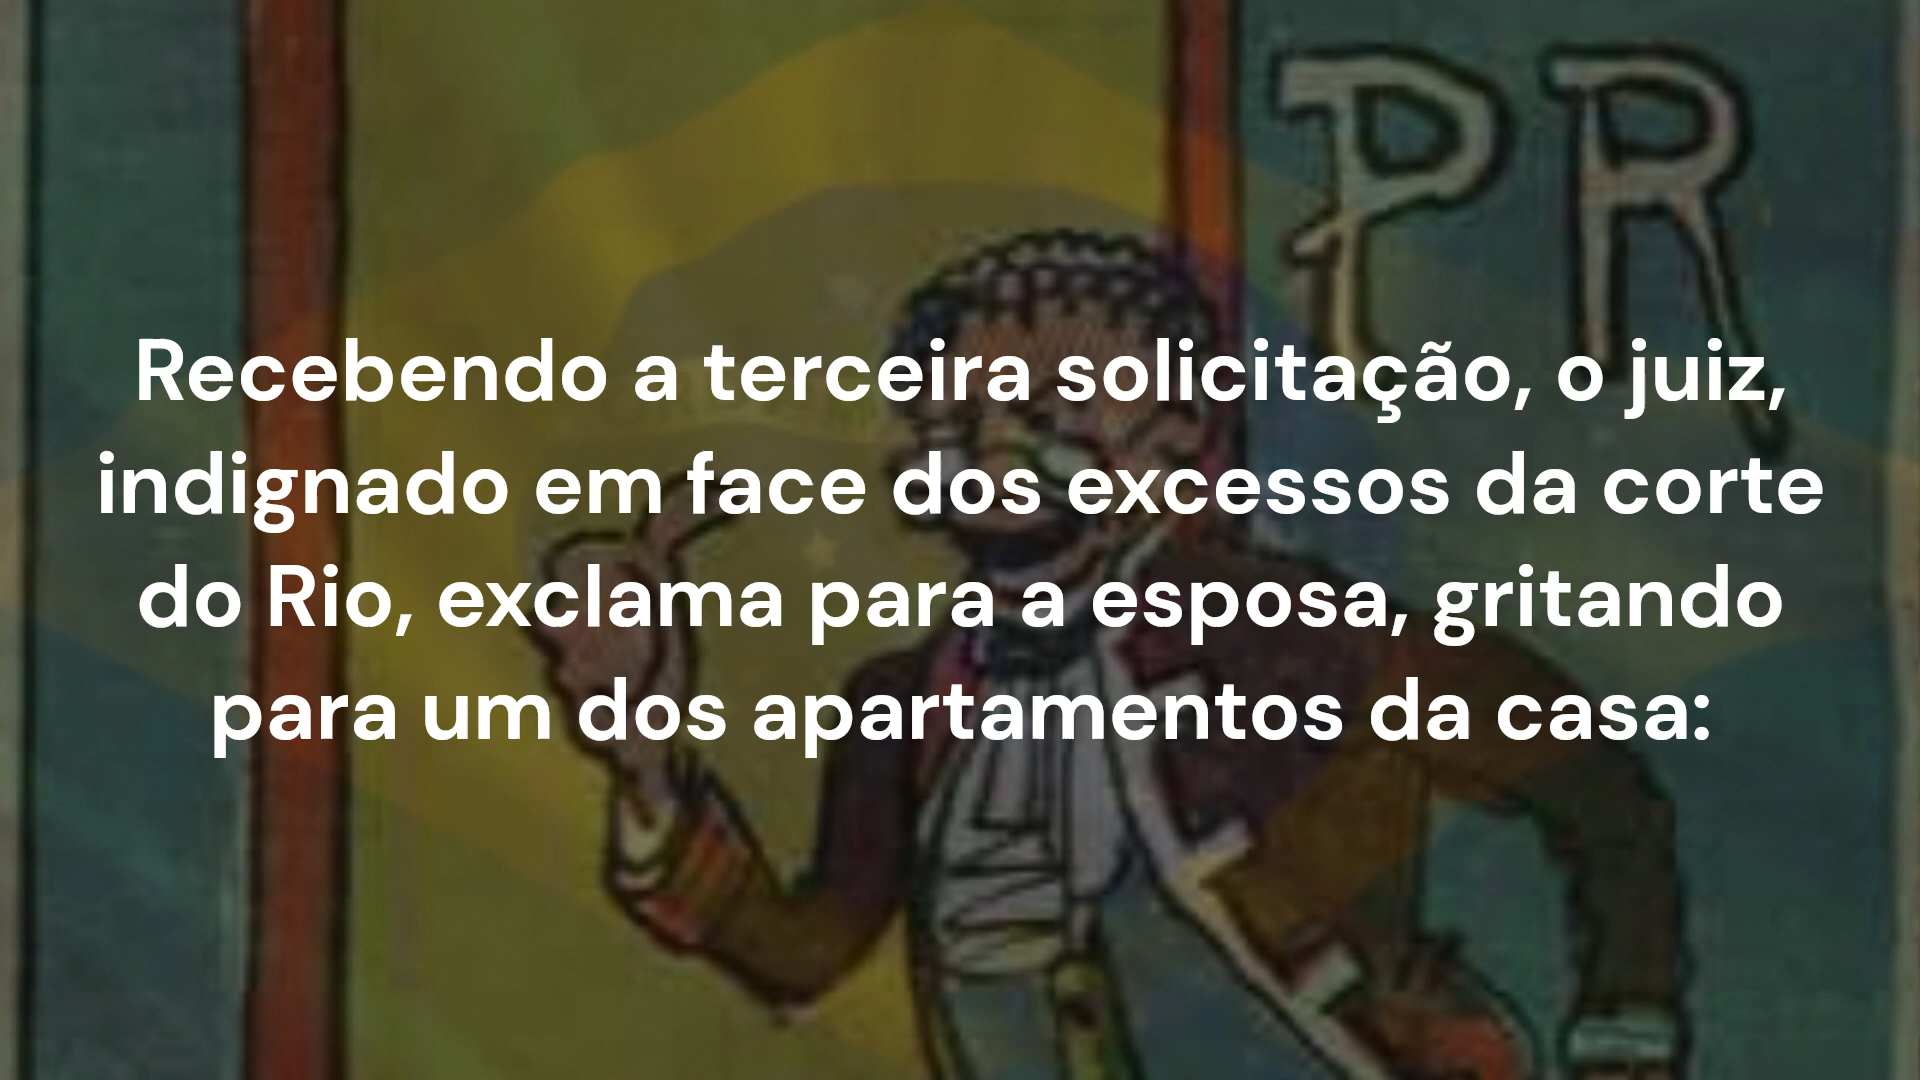 PR
Recebendo a terceira solicitação, o juiz,
indignado em face dos excessos da corte
do Rio, exclama para a esposa, gritando
para um dos apartamentos da casa: